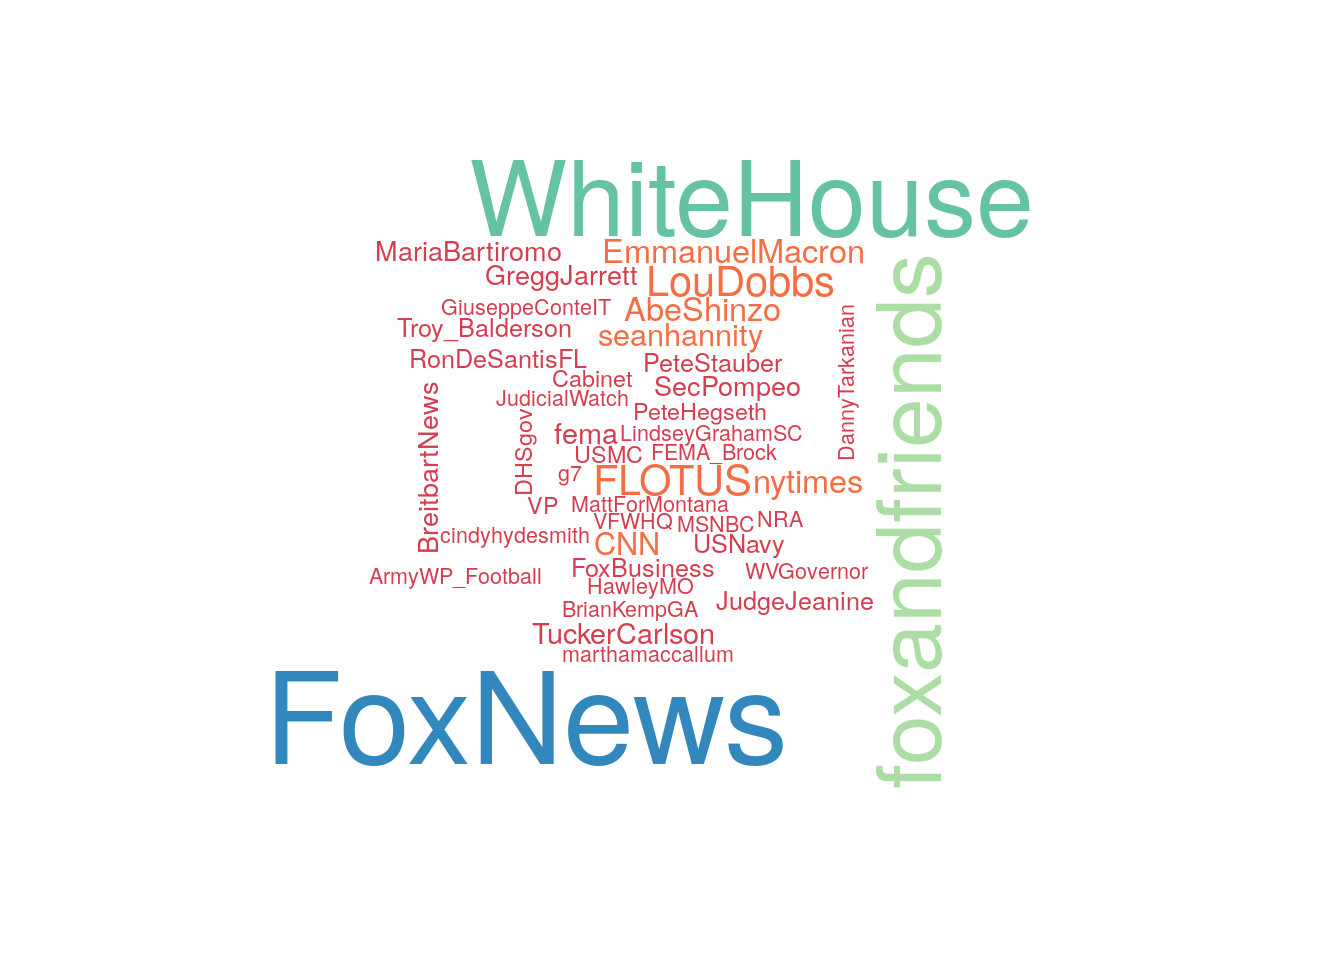 WhiteHouse
MariaBartiromo
EmmanuelMacron
GreggJarrett
LouDobbs
GiuseppeConteIT
AbeShinzo
Troy_Balderson
seanhannity
RonDeSantisFL
PeteStauber
Cabinet
SecPompeo
JudicialWatch
PeteHegseth
DannyTarkanian
foxandfriends
BreitbartNews
DHSgov
fema
LindseyGrahamSC
USMC
FEMA_Brock
g7
FLOTUS
nytimes
VP
MattForMontana
VFWHQ
MSNBC
NRA
cindyhydesmith
CNN
USNavy
ArmyWP_Football
FoxBusiness
WVGovernor
HawleyMO
BrianKempGA
JudgeJeanine
TuckerCarlson
marthamaccallum
FoxNews